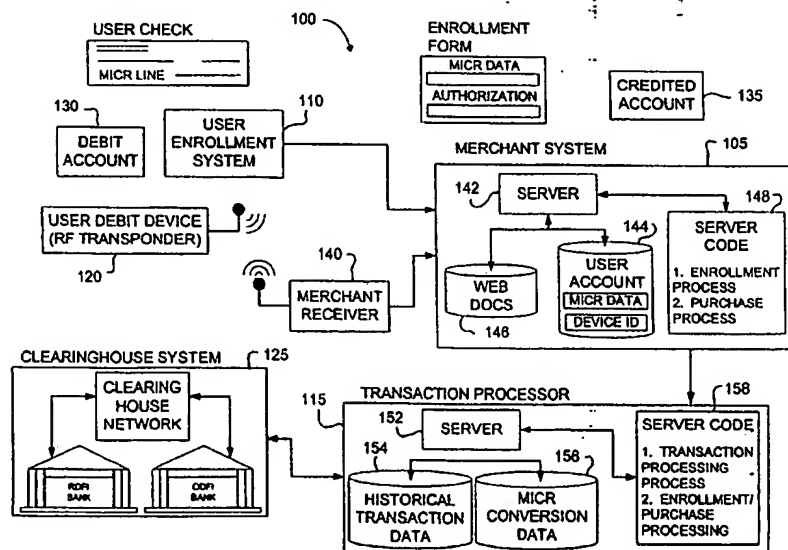 USER CHECK
MICR LINE
100
ENROLLMENT
FORM
MICR DATA
AUTHORIZATION
CREDITED
ACCOUNT
135
130
DEBIT
ACCOUNT
USER
ENROLLMENT
SYSTEM
110
MERCHANT SYSTEM
105
142
SERVER
148
SERVER
CODE
1. ENROLLMENT
PROCESS
2. PURCHASE
PROCESS
144
USER
ACCOUNT
MICR DATA
DEVICE ID
WEB
DOCS
146
USER DEBIT DEVICE
(RF TRANSPONDER)
120
140
MERCHANT
RECEIVER
CLEARINGHOUSE SYSTEM
125
CLEARING
HOUSE
NETWORK
RDFI
BANK
ODFI
BANK
TRANSACTION PROCESSOR
115
152
SERVER
158
SERVER CODE
1. TRANSACTION
PROCESSING
PROCESS
2. ENROLLMENT/
PURCHASE
PROCESSING
154
HISTORICAL
TRANSACTION
DATA
156
MICR
CONVERSION
DATA